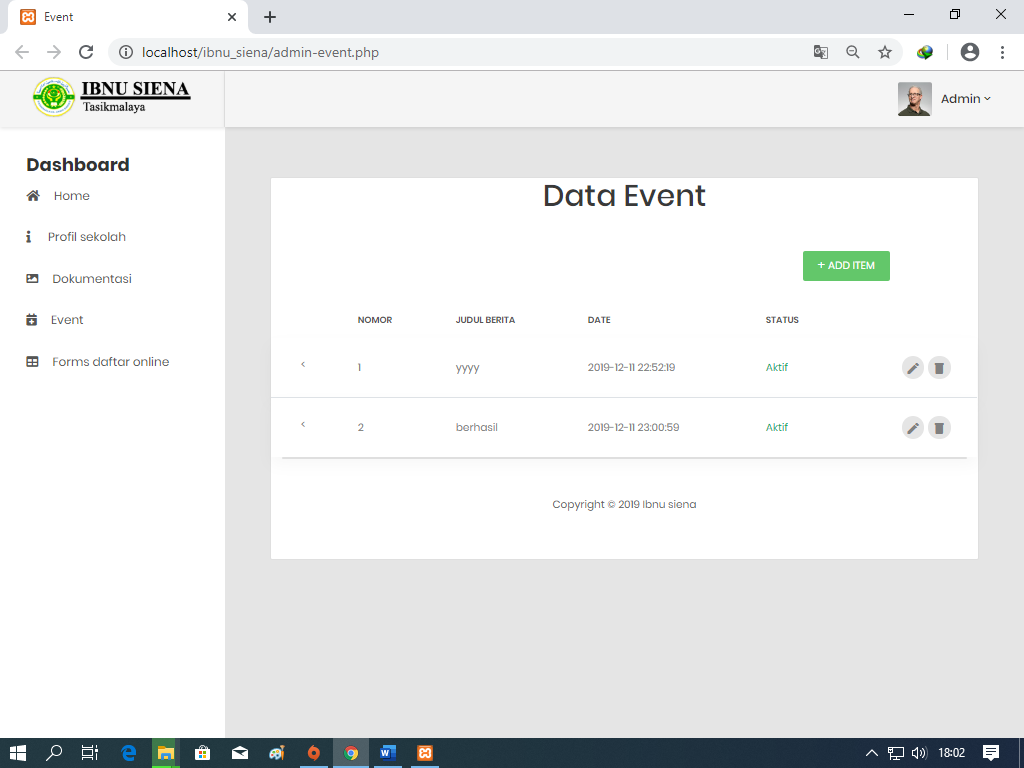 Event
localhost/ibnu_siena/admin-event.php
IBNU SIENA
Tasikmalaya
Admin
Dashboard
Home
Profil sekolah
Dokumentasi
Event
Forms daftar online
Data Event
+ ADD ITEM
NOMOR JUDUL BERITA DATE STATUS
< 1 yyyy 2019-12-11 22:52:19 Aktif
< 2 berhasil 2019-12-11 23:00:59 Aktif
Copyright © 2019 Ibnu siena
18:02